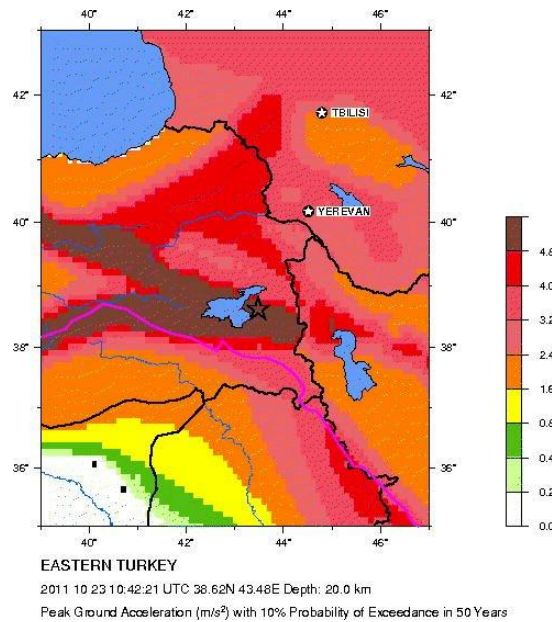 40° 42° 44° 46°
42° 42°
TBILISI
40° YEREVAN 40°
38° 38°
36° 36°
40° 42° 44° 46°
4.8
3.2
2.4
1.6
0.8
0.4
0.2
0.0
EASTERN TURKEY
2011 10 23 10:42:21 UTC 38.62N 43.48E Depth: 20.0 km
Peak Ground Acceleration (m/s²) with 10% Probability of Exceedance in 50 Years